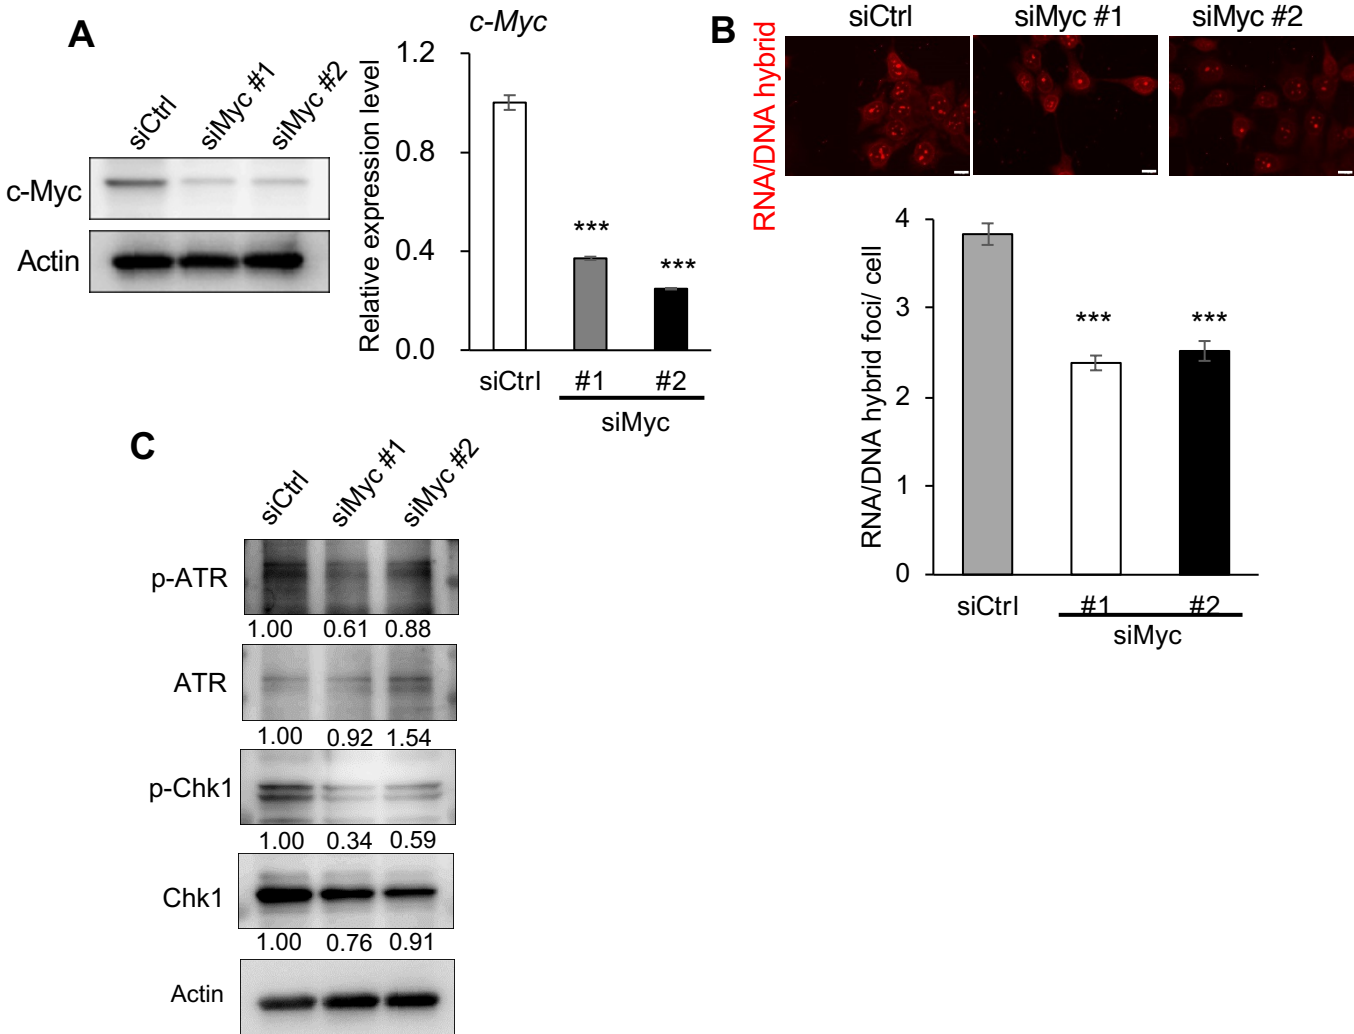 A
siCtrl
siMyc #1
siMyc #2
c-Myc
Actin
c-Myc
Relative expression level
1.2
0.8
0.4
0.0
***
***
siCtrl
#1
#2
siMyc
B
siCtrl
siMyc #1
siMyc #2
RNA/DNA hybrid
RNA/DNA hybrid foci/ cell
4
3
2
1
0
***
***
siCtrl
#1
#2
siMyc
C
siCtrl
siMyc #1
siMyc #2
p-ATR
1.00 0.61 0.88
ATR
1.00 0.92 1.54
p-Chk1
1.00 0.34 0.59
Chk1
1.00 0.76 0.91
Actin